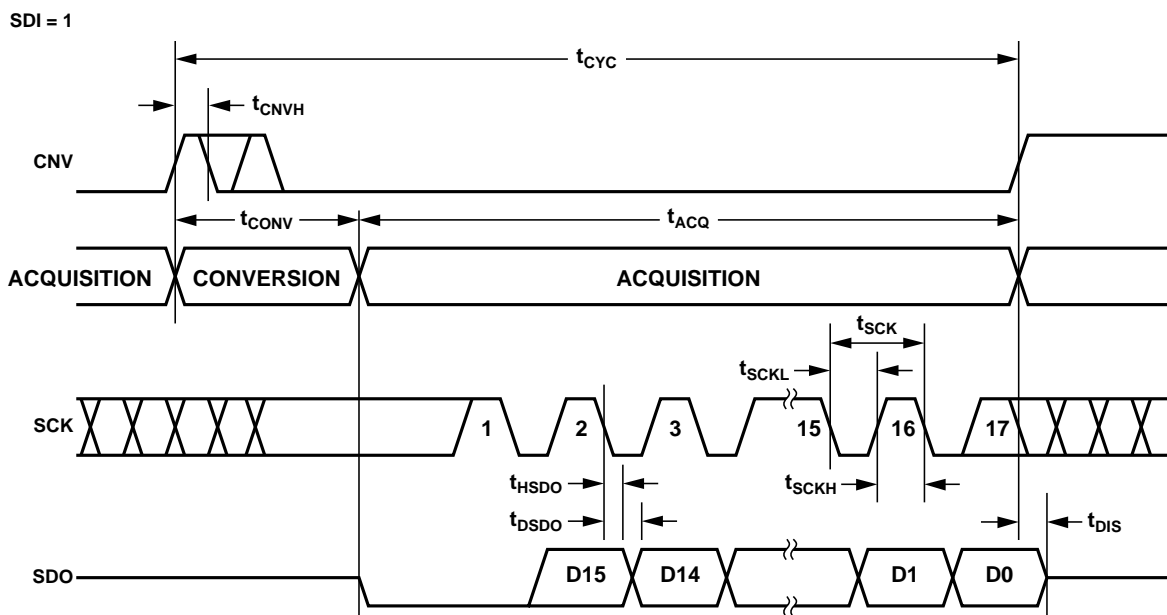 SDI = 1
tCYC
tCNVH
CNV
tCONV
tACQ
ACQUISITION CONVERSION ACQUISITION
tSCK
tSCKL
SCK 1 2 3 15 16 17
tHSDO
tSCKH
tDSDO
tDIS
SDO D15 D14 D1 D0